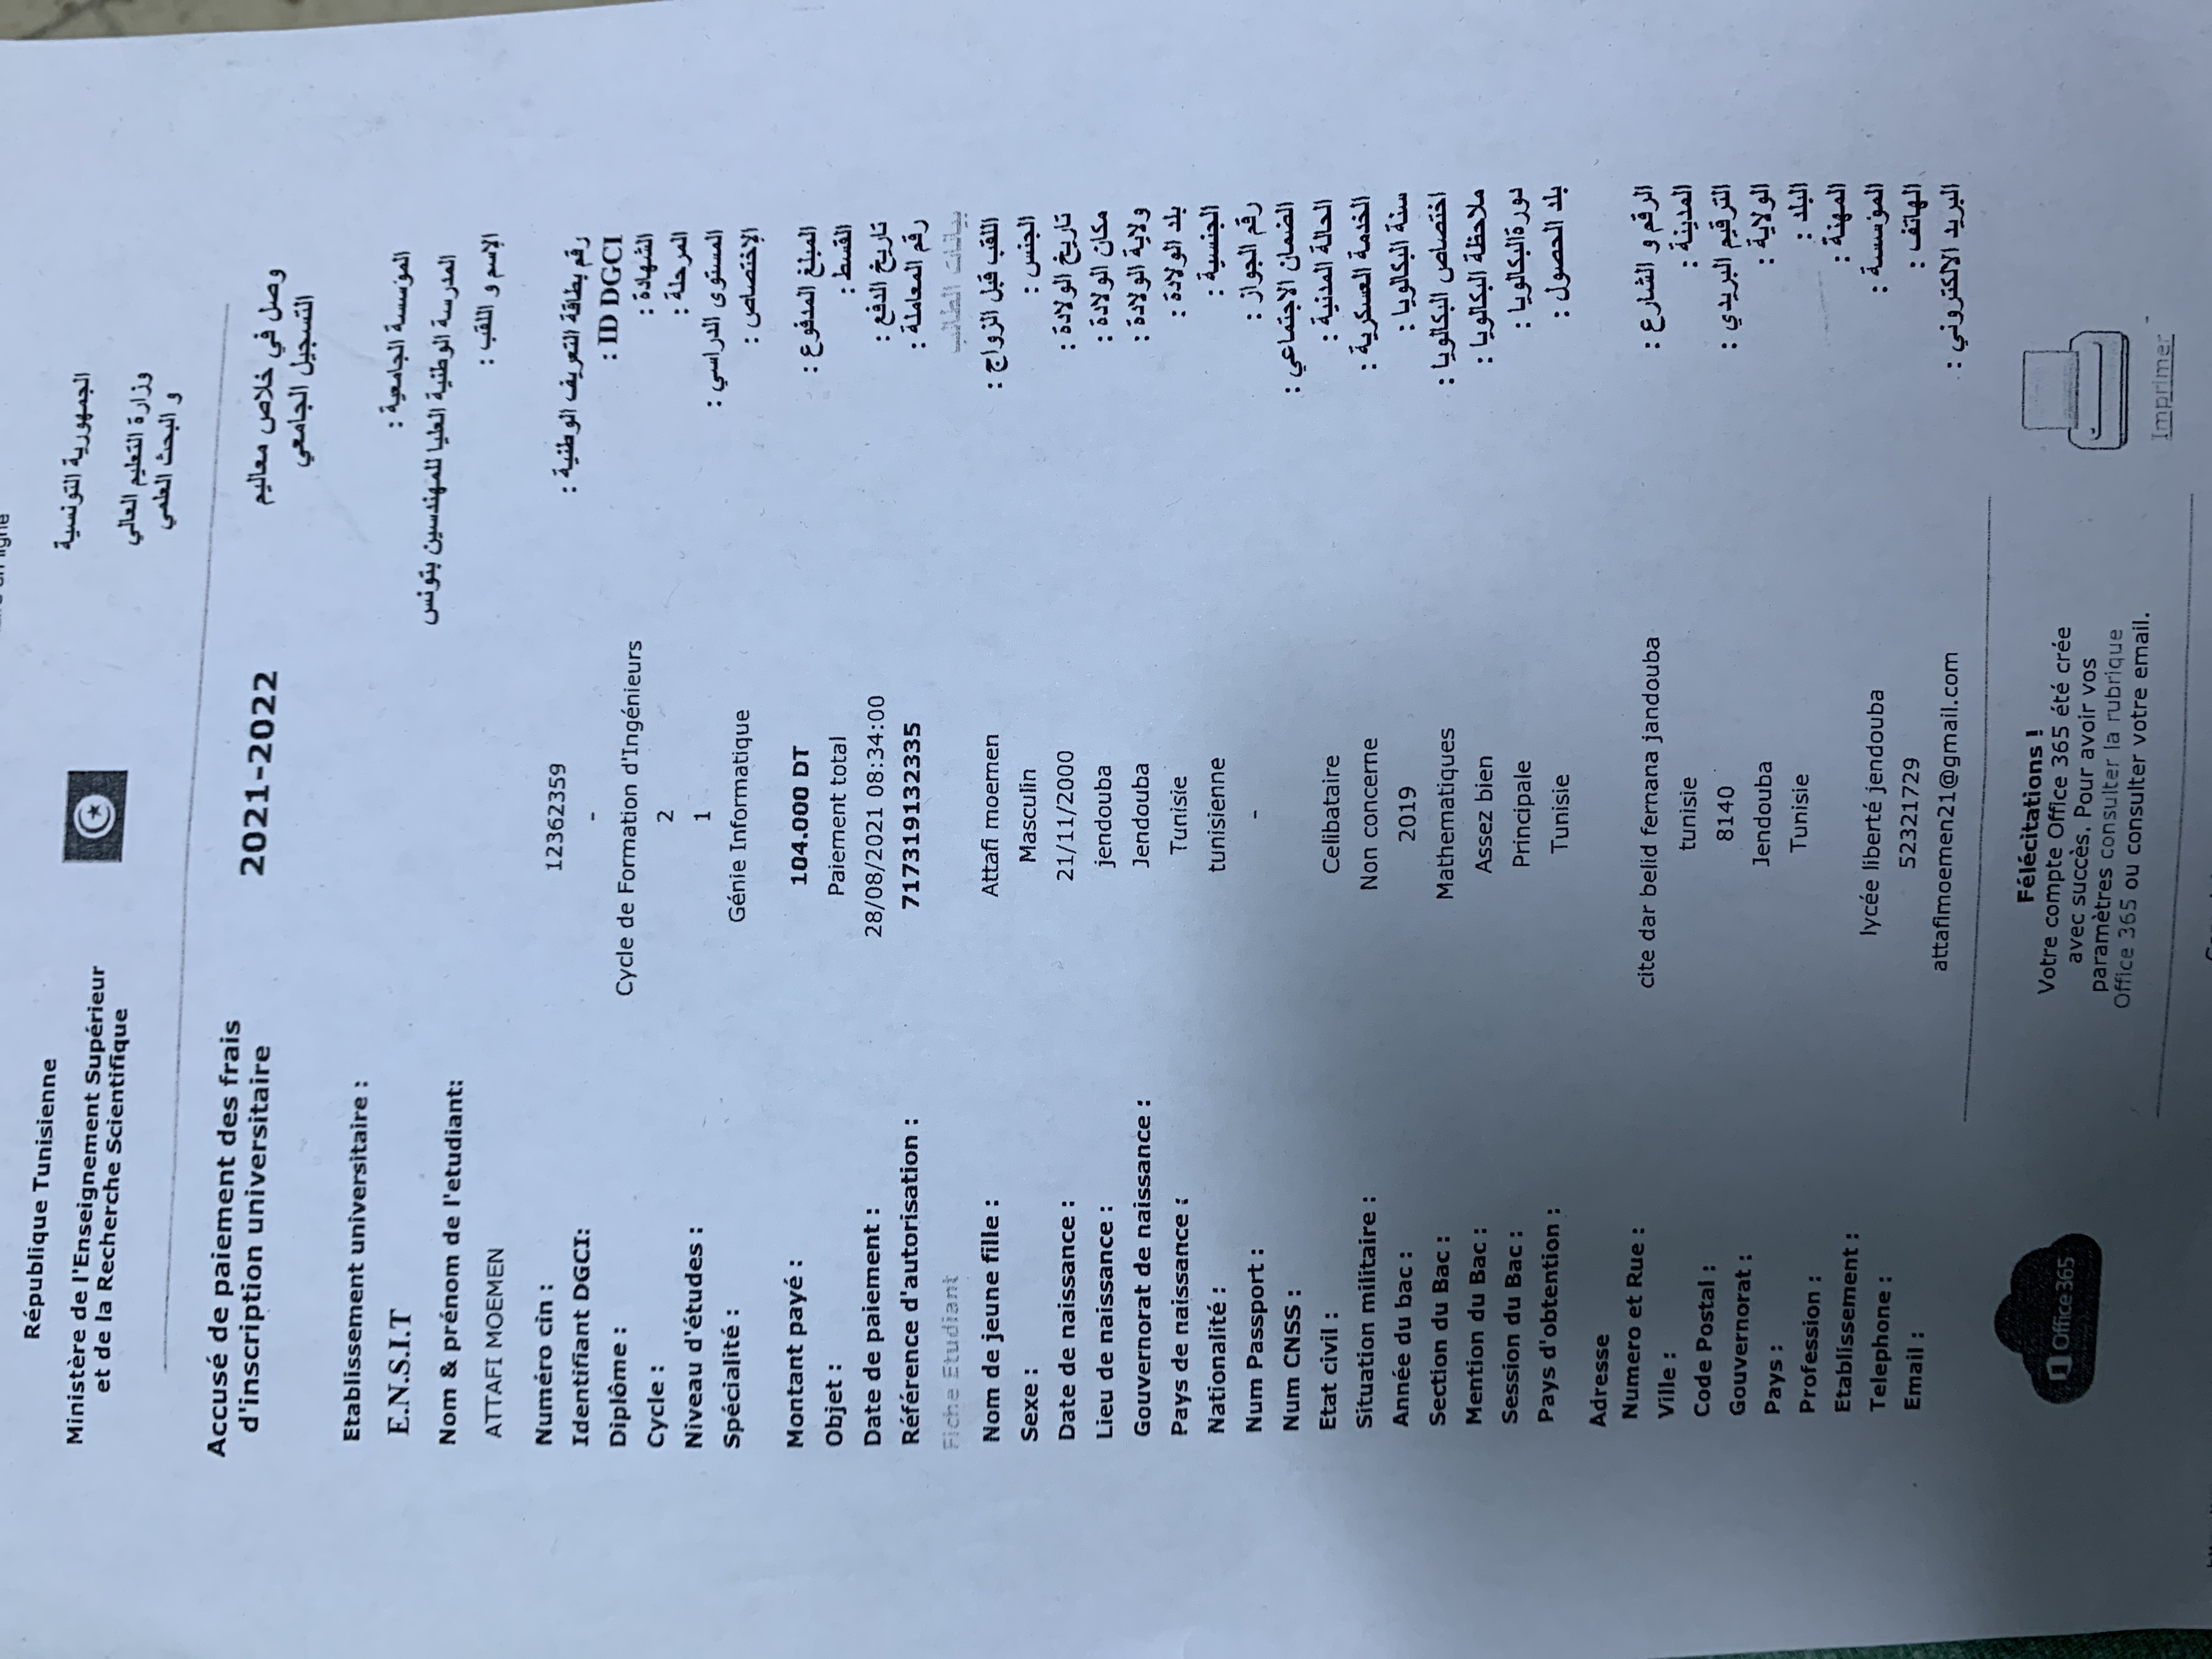 République Tunisienne
Ministère de l'Enseignement Supérieur
et de la Recherche Scientifique
الجمهورية التونسية
وزارة التعليم العالي
و البحث العلمي
Accusé de paiement des frais
d'inscription universitaire
2021-2022
وصل في خلاص معاليم
التسجيل الجامعي
Etablissement universitaire :
المؤسسة الجامعية :
E.N.S.I.T
المدرسة الوطنية العليا للمهندسين بتونس
Nom & prénom de l'etudiant:
الإسم و اللقب :
ATTAFI MOEMEN
Numéro cin : 12362359 رقم بطاقة التعريف الوطنية :
Identifiant DGCI: - ID DGCI :
Diplôme : Cycle de Formation d'Ingénieurs الشهادة :
Cycle : 2 المرحلة :
Niveau d'études : 1 المستوى الدراسي :
Spécialité : Génie Informatique الإختصاص :
Montant payé : 104.000 DT المبلغ المدفوع :
Objet : Paiement total القسط :
Date de paiement : 28/08/2021 08:34:00 تاريخ الدفع :
Référence d'autorisation : 717319132335 رقم المعاملة :
Fiche Etudiant بيانات الطالب
Nom de jeune fille : Attafi moemen اللقب قبل الزواج :
Sexe : Masculin الجنس :
Date de naissance : 21/11/2000 تاريخ الولادة :
Lieu de naissance : jendouba مكان الولادة :
Gouvernorat de naissance : Jendouba ولاية الولادة :
Pays de naissance : Tunisie بلد الولادة :
Nationalité : tunisienne الجنسية :
Num Passport : - رقم الجواز :
Num CNSS : الضمان الاجتماعي :
Etat civil : Celibataire الحالة المدنية :
Situation militaire : Non concerne الخدمة العسكرية :
Année du bac : 2019 سنة البكالويا :
Section du Bac : Mathematiques اختصاص البكالويا :
Mention du Bac : Assez bien ملاحظة البكالويا :
Session du Bac : Principale دورةالبكالويا :
Pays d'obtention : Tunisie بلد الحصول :
Adresse
Numero et Rue : cite dar belid fernana jandouba الرقم و الشارع :
Ville : tunisie المدينة :
Code Postal : 8140 الترقيم البريدي :
Gouvernorat : Jendouba الولاية :
Pays : Tunisie البلد :
Profession : المهنة :
Etablissement : lycée liberté jendouba المؤسسة :
Telephone : 52321729 الهاتف :
Email : attafimoemen21@gmail.com البريد الالكتروني :
Office 365
Félécitations !
Votre compte Office 365 été crée
avec succès. Pour avoir vos
paramètres consulter la rubrique
Office 365 ou consulter votre email.
Imprimer